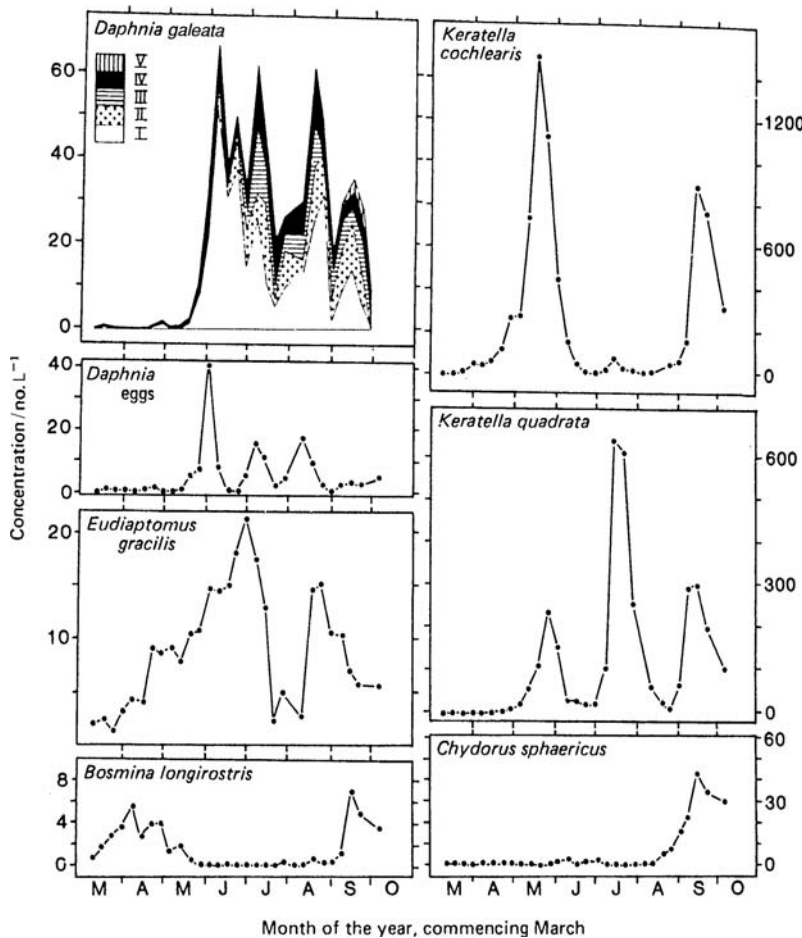 Daphnia galeata
60
40
20
0
V
IV
III
II
I
Daphnia
eggs
40
20
0
Eudiaptomus
gracilis
20
10
Bosmina longirostris
8
4
0
M A M J J A S O
Keratella
cochlearis
1200
600
0
Keratella quadrata
600
300
0
Chydorus sphaericus
60
30
0
M A M J J A S O
Concentration/no. L⁻¹
Month of the year, commencing March